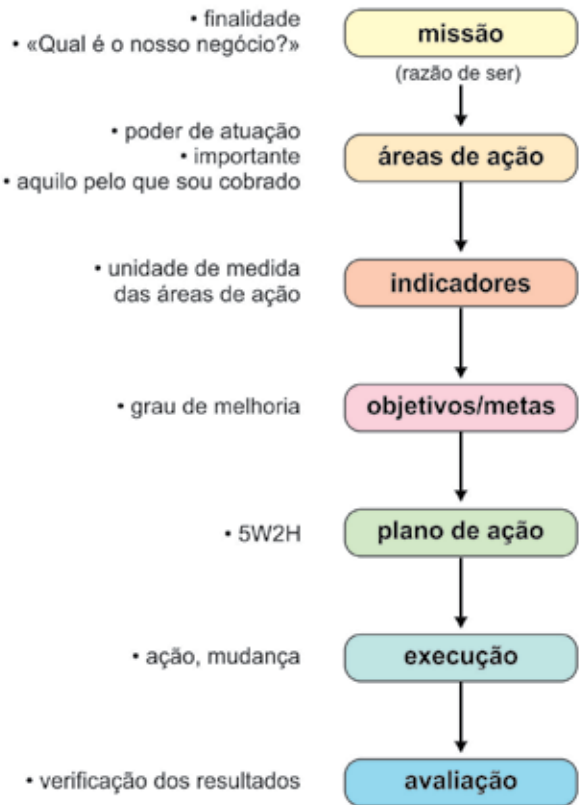 • finalidade
• «Qual é o nosso negócio?»
missão
(razão de ser)
• poder de atuação
• importante
• aquilo pelo que sou cobrado
áreas de ação
• unidade de medida
das áreas de ação
indicadores
• grau de melhoria
objetivos/metas
• 5W2H
plano de ação
• ação, mudança
execução
• verificação dos resultados
avaliação